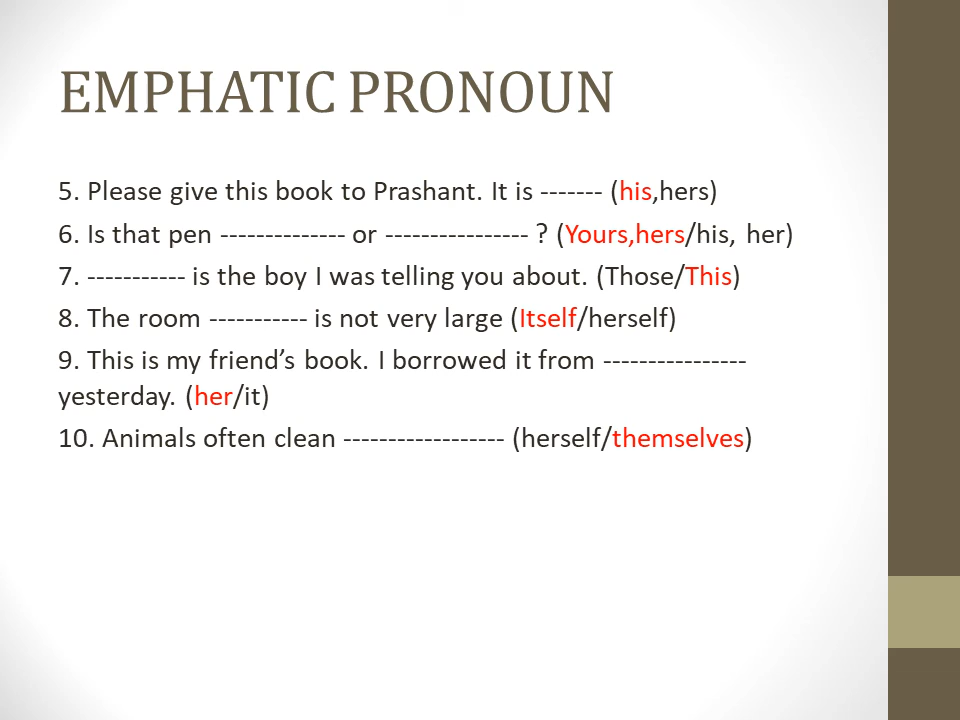 EMPHATIC PRONOUN
5. Please give this book to Prashant. It is ------- (his,hers)
6. Is that pen -------------- or ---------------- ? (Yours,hers/his, her)
7. ----------- is the boy I was telling you about. (Those/This)
8. The room ----------- is not very large (Itself/herself)
9. This is my friend’s book. I borrowed it from ----------------
yesterday. (her/it)
10. Animals often clean ------------------ (herself/themselves)